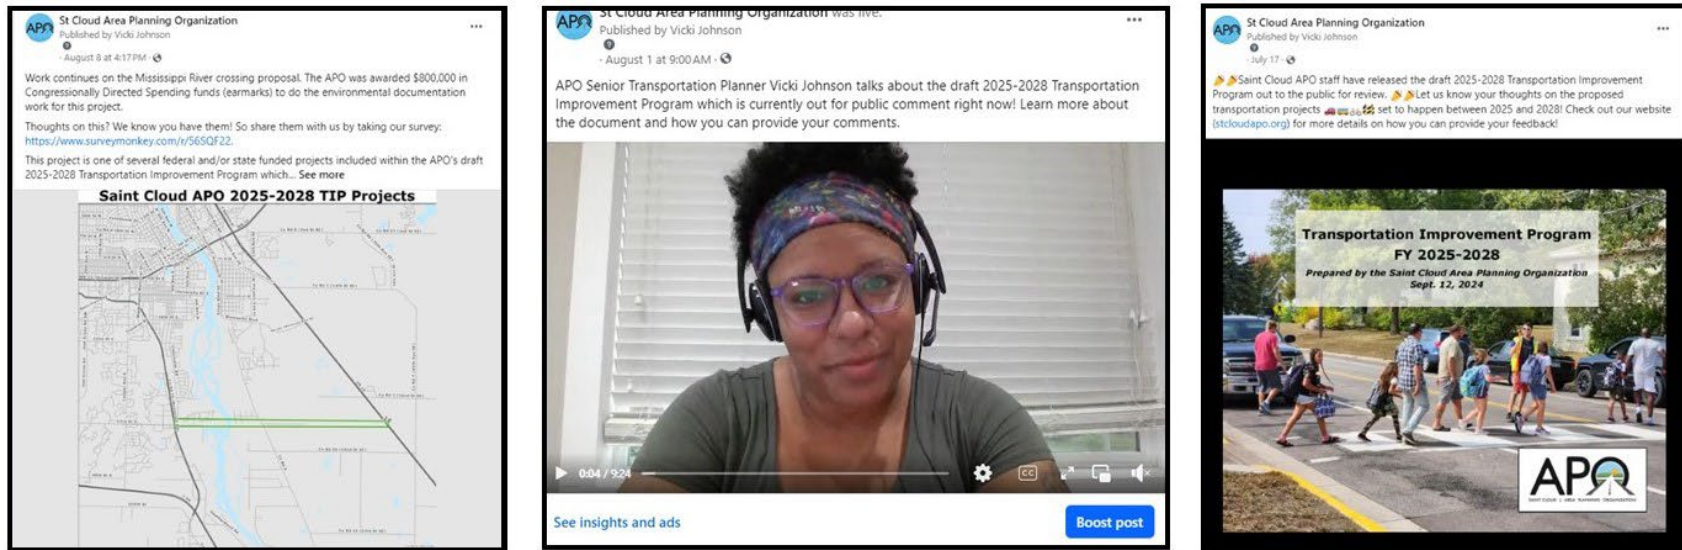 APO
St Cloud Area Planning Organization
Published by Vicki Johnson
· August 8 at 4:17 PM ·
Work continues on the Mississippi River crossing proposal. The APO was awarded $800,000 in
Congressionally Directed Spending funds (earmarks) to do the environmental documentation
work for this project.
Thoughts on this? We know you have them! So share them with us by taking our survey:
https://www.surveymonkey.com/r/56SQF22.
This project is one of several federal and/or state funded projects included within the APO's draft
2025-2028 Transportation Improvement Program which... See more
Saint Cloud APO 2025-2028 TIP Projects
APO
St Cloud Area Planning Organization was live.
Published by Vicki Johnson
· August 1 at 9:00 AM ·
APO Senior Transportation Planner Vicki Johnson talks about the draft 2025-2028 Transportation
Improvement Program which is currently out for public comment right now! Learn more about
the document and how you can provide your comments.
0:04 / 9:24
CC
See insights and ads
Boost post
APO
St Cloud Area Planning Organization
Published by Vicki Johnson
· July 17 ·
🎉🎉Saint Cloud APO staff have released the draft 2025-2028 Transportation Improvement
Program out to the public for review. 🎉🎉Let us know your thoughts on the proposed
transportation projects 🚗🚌🚲🚧 set to happen between 2025 and 2028! Check out our website
(stcloudapo.org) for more details on how you can provide your feedback!
Transportation Improvement Program
FY 2025-2028
Prepared by the Saint Cloud Area Planning Organization
Sept. 12, 2024
APO
SAINT CLOUD | AREA PLANNING ORGANIZATION